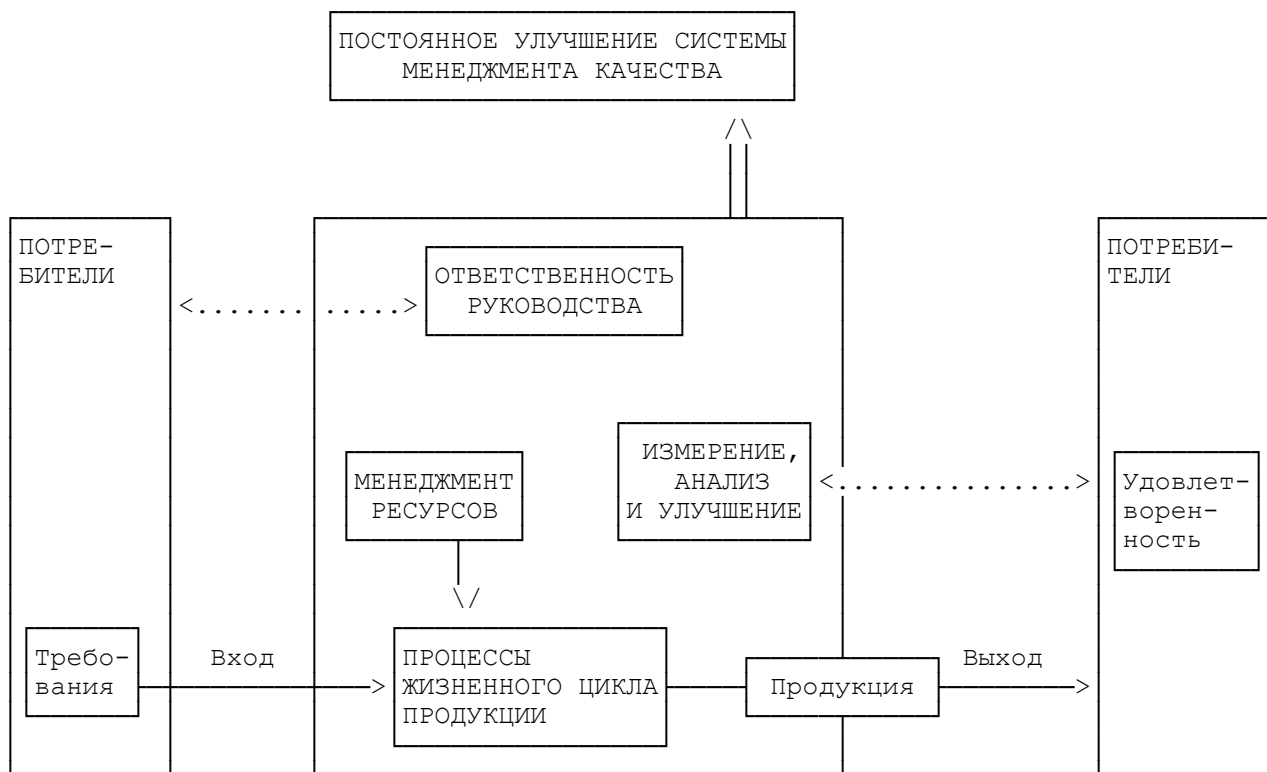 ПОСТОЯННОЕ УЛУЧШЕНИЕ СИСТЕМЫ
МЕНЕДЖМЕНТА КАЧЕСТВА
ПОТРЕ-
БИТЕЛИ
ОТВЕТСТВЕННОСТЬ
РУКОВОДСТВА
ПОТРЕБИ-
ТЕЛИ
МЕНЕДЖМЕНТ
РЕСУРСОВ
ИЗМЕРЕНИЕ,
АНАЛИЗ
И УЛУЧШЕНИЕ
Удовлет-
ворен-
ность
Требо-
вания
Вход
ПРОЦЕССЫ
ЖИЗНЕННОГО ЦИКЛА
ПРОДУКЦИИ
Продукция
Выход